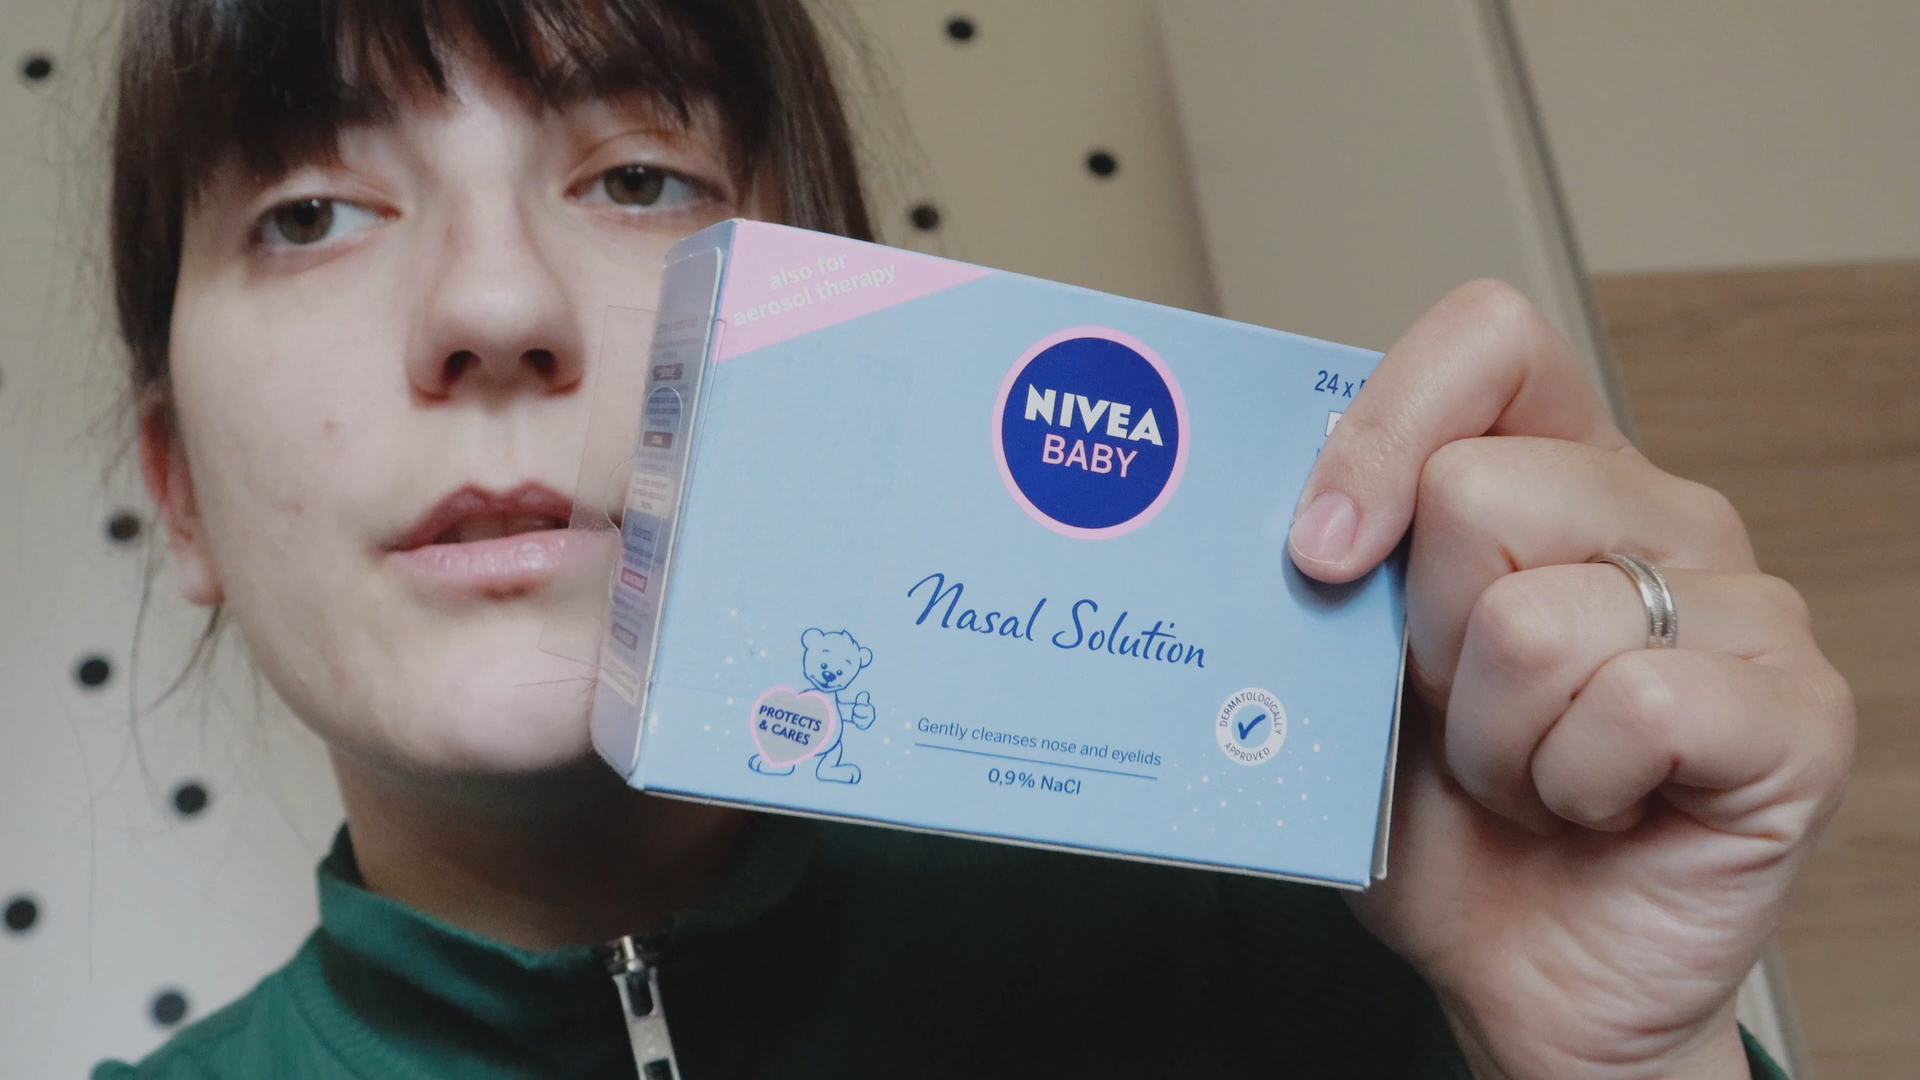 also for
aerosol therapy
24 x
NIVEA
BABY
Nasal Solution
PROTECTS
& CARES
Gently cleanses nose and eyelids
0,9% NaCl
DERMATOLOGICALLY
APPROVED